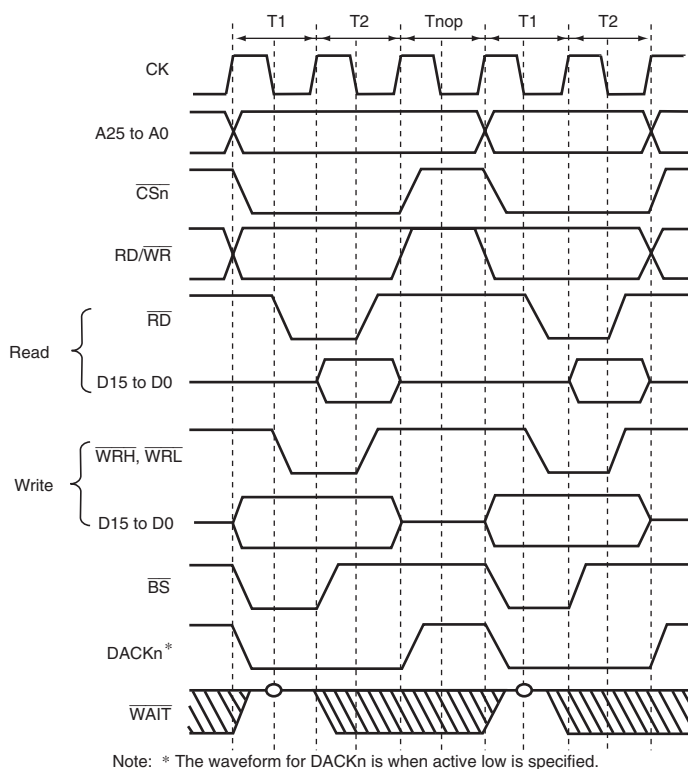 T1 T2 Tnop T1 T2
CK
A25 to A0
CSn
RD/WR
RD
Read
D15 to D0
WRH, WRL
Write
D15 to D0
BS
DACKn*
WAIT
Note: * The waveform for DACKn is when active low is specified.